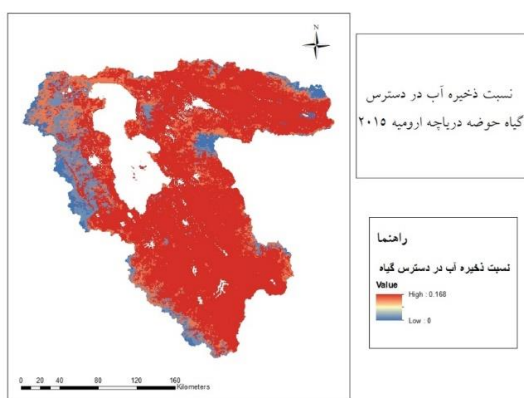 N
نسبت ذخیره آب در دسترس
گیاه حوضه دریاچه ارومیه ۲۰۱۵
راهنما
نسبت ذخیره آب در دسترس گیاه
Value
High : 0.168
Low : 0
0 10 20 40 80 120 160
Kilometers